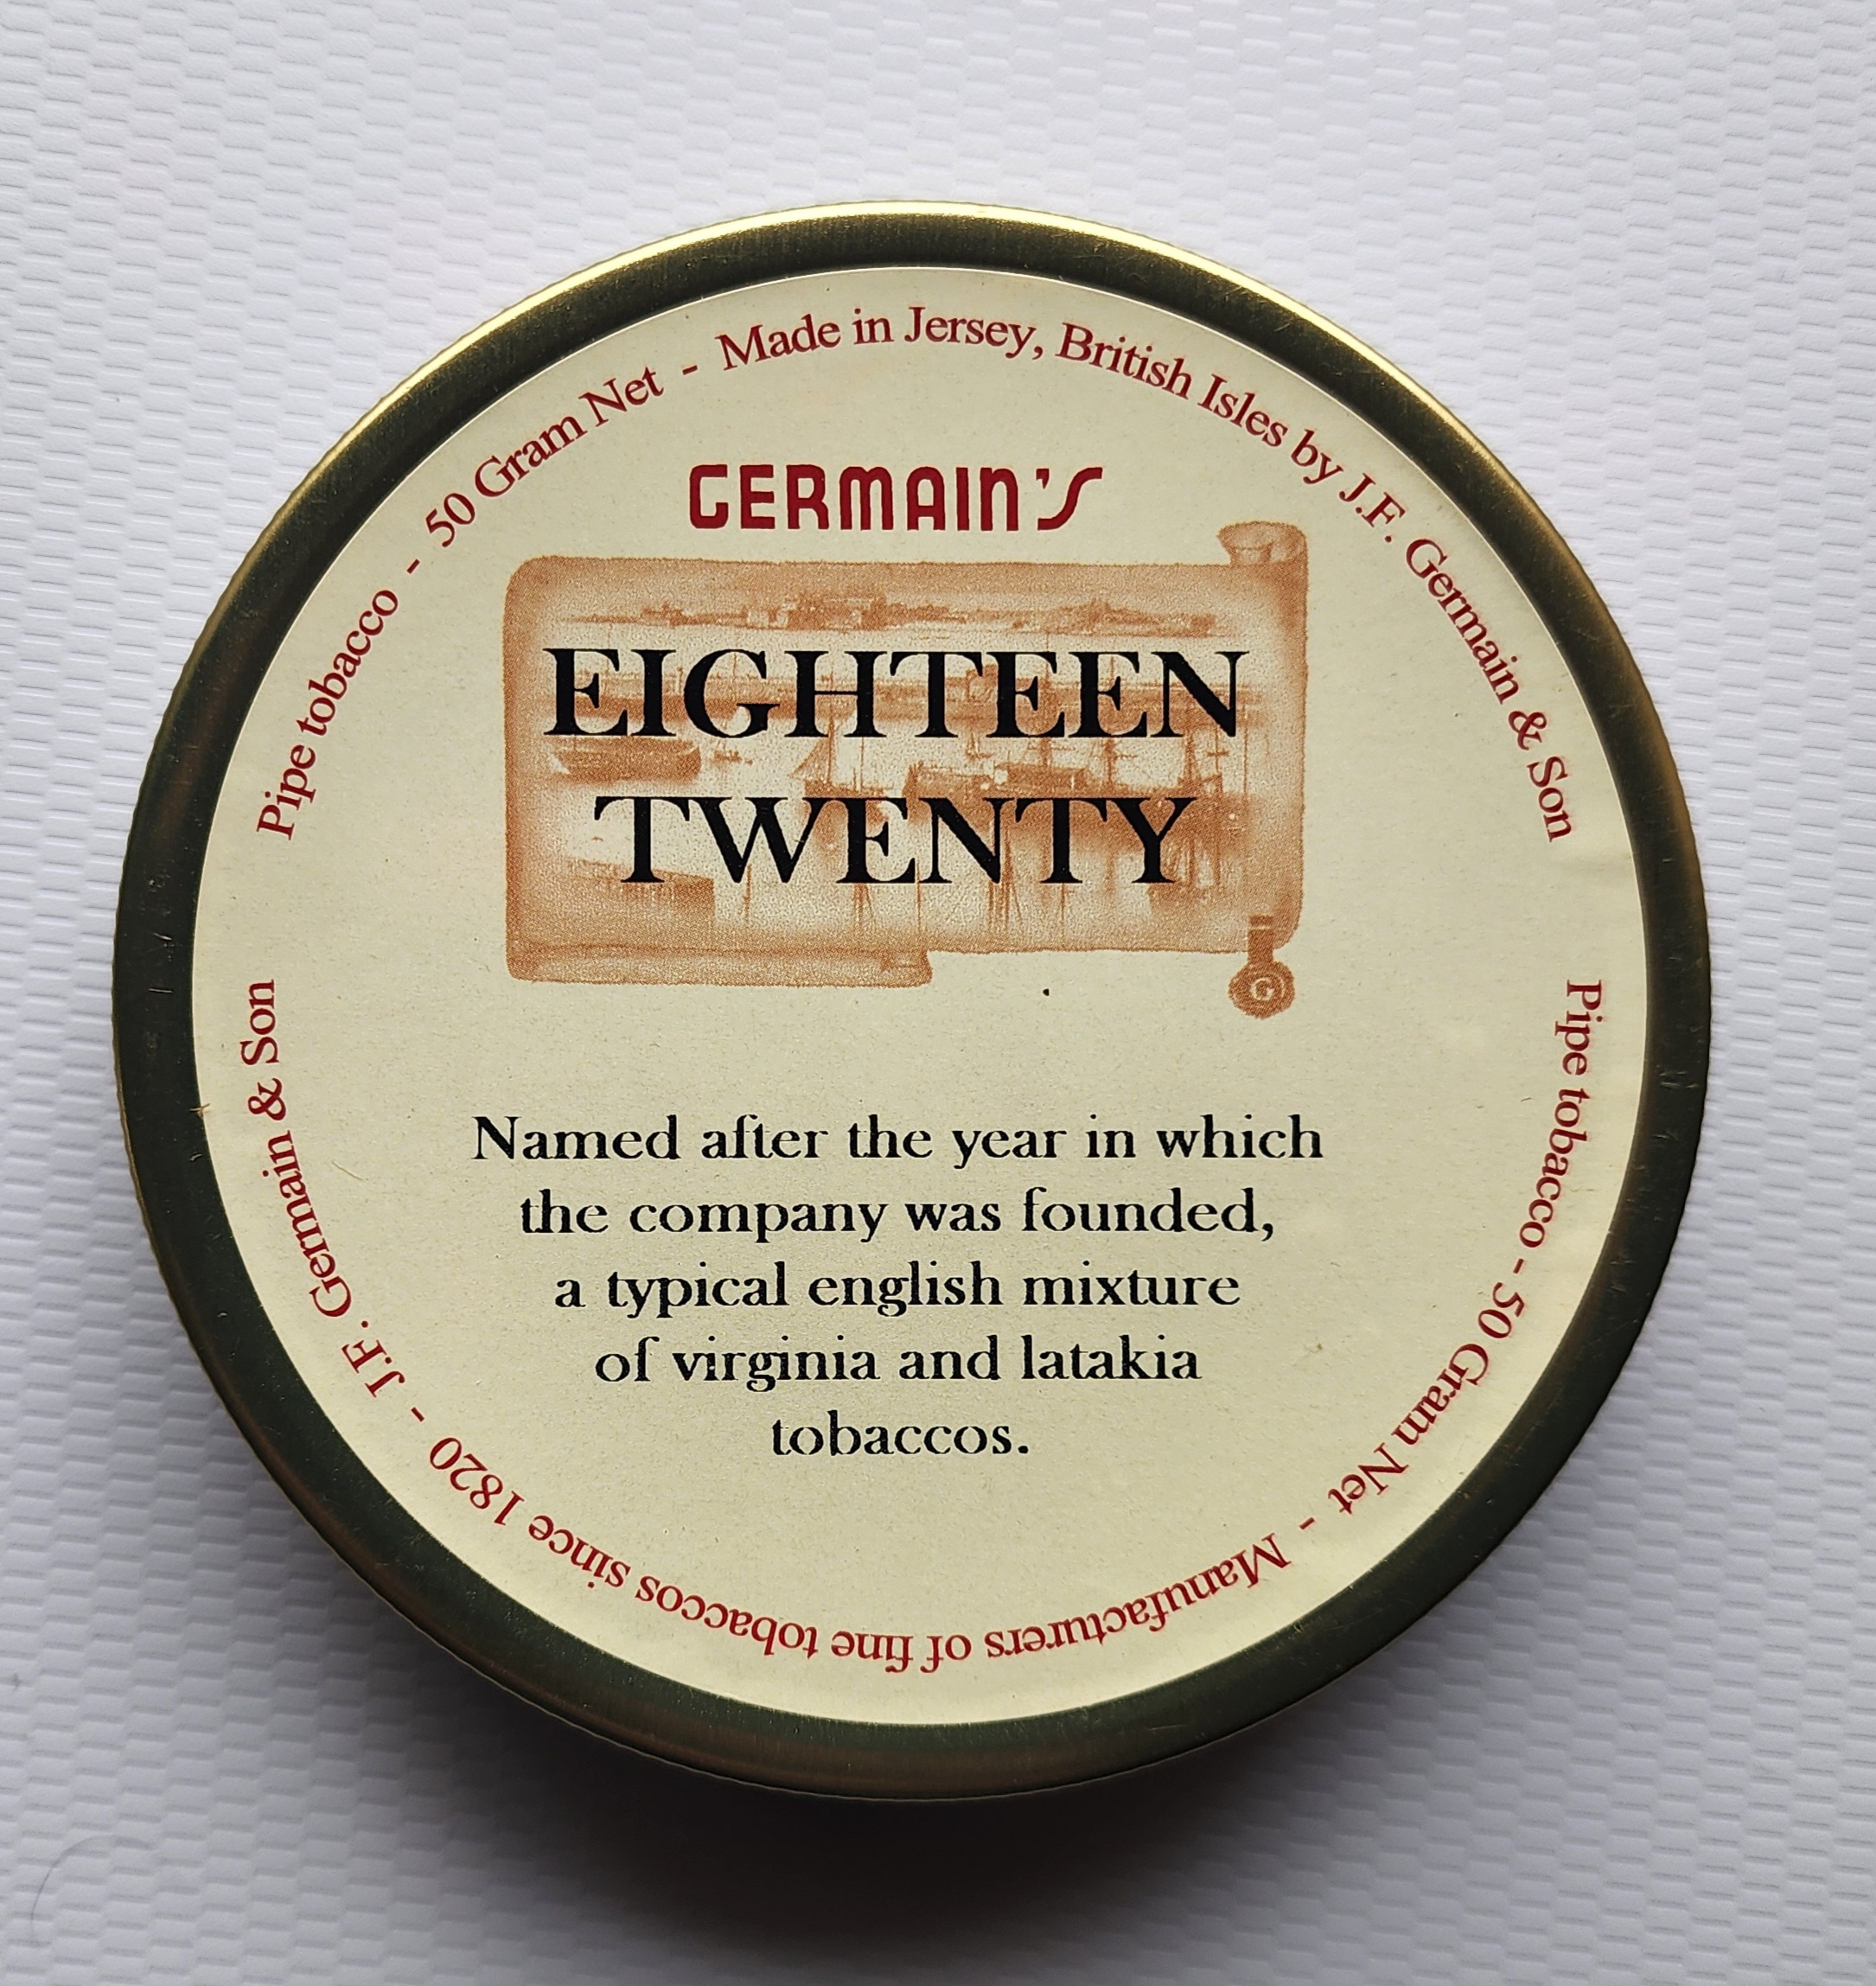 Pipe tobacco - 50 Gram Net - Made in Jersey, British Isles by J.F. Germain & Son
GERMAIN'S
EIGHTEEN
TWENTY
G
Named after the year in which
the company was founded,
a typical english mixture
of virginia and latakia
tobaccos.
Pipe tobacco - 50 Gram Net - Manufacturers of fine tobaccos since 1820 - J.F. Germain & Son